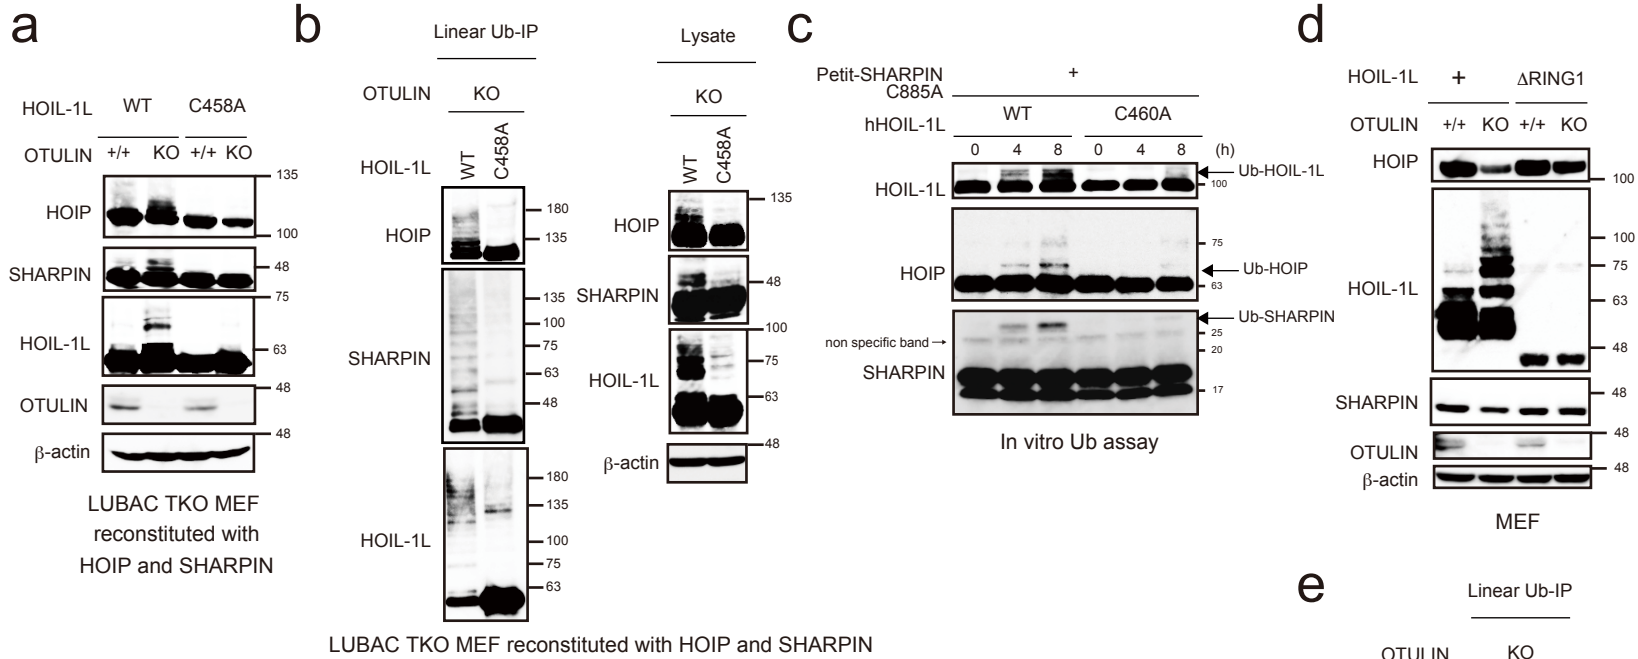 a
HOIL-1L WT C458A
OTULIN +/+ KO +/+ KO
135
HOIP
100
SHARPIN 48
75
HOIL-1L
63
48
OTULIN
48
β-actin
LUBAC TKO MEF
reconstituted with
HOIP and SHARPIN
b
Linear Ub-IP Lysate
OTULIN KO KO
HOIL-1L WT C458A WT C458A
180
HOIP 135
135
100
75
SHARPIN 63
48
180
135
HOIL-1L 100
75
63
135
HOIP
48
SHARPIN
100
75
HOIL-1L 63
48
β-actin
LUBAC TKO MEF reconstituted with HOIP and SHARPIN
c
Petit-SHARPIN +
C885A
hHOIL-1L WT C460A
0 4 8 0 4 8 (h)
HOIL-1L Ub-HOIL-1L
100
75
HOIP Ub-HOIP
63
Ub-SHARPIN
non specific band 25
20
SHARPIN
17
In vitro Ub assay
d
HOIL-1L + ΔRING1
OTULIN +/+ KO +/+ KO
HOIP
100
100
75
HOIL-1L 63
48
SHARPIN 48
48
OTULIN
48
β-actin
MEF
e
Linear Ub-IP
OTULIN KO